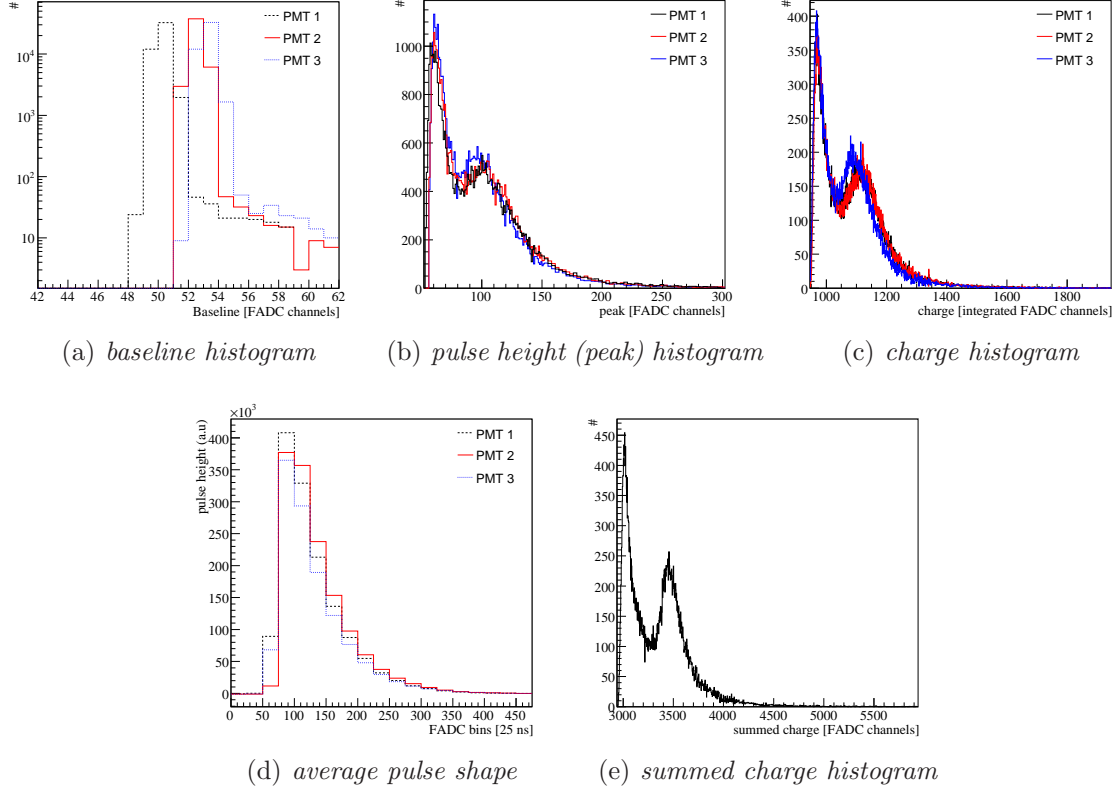 #
PMT 1
PMT 2
PMT 3
10⁴
10³
10²
10
42 44 46 48 50 52 54 56 58 60 62
Baseline [FADC channels]
(a) baseline histogram
#
PMT 1
PMT 2
PMT 3
1000
800
600
400
200
0
100 150 200 250 300
peak [FADC channels]
(b) pulse height (peak) histogram
#
PMT 1
PMT 2
PMT 3
400
350
300
250
200
150
100
50
0
1000 1200 1400 1600 1800
charge [integrated FADC channels]
(c) charge histogram
×10³
pulse height (a.u)
PMT 1
PMT 2
PMT 3
400
350
300
250
200
150
100
50
0
0 50 100 150 200 250 300 350 400 450
FADC bins [25 ns]
(d) average pulse shape
#
450
400
350
300
250
200
150
100
50
0
3000 3500 4000 4500 5000 5500
summed charge [FADC channels]
(e) summed charge histogram